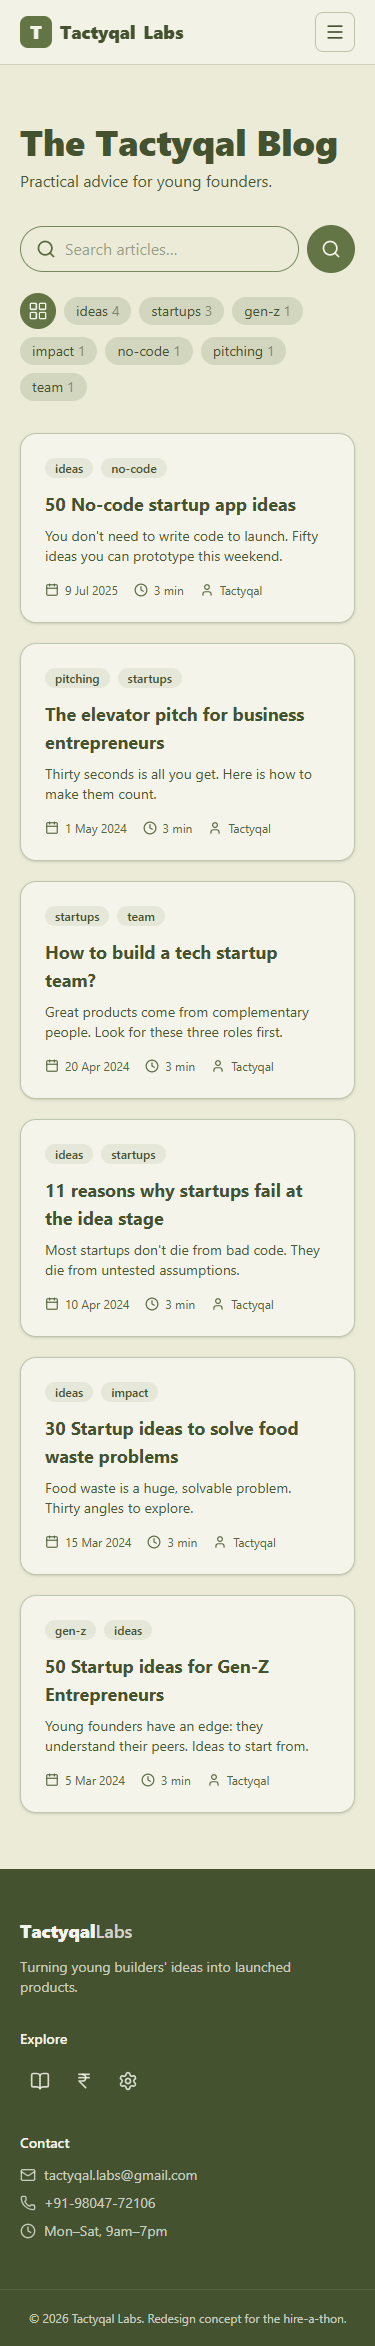 T Tactyqal Labs
The Tactyqal Blog
Practical advice for young founders.
Search articles...
ideas 4 startups 3 gen-z 1
impact 1 no-code 1 pitching 1
team 1
ideas no-code
50 No-code startup app ideas
You don't need to write code to launch. Fifty
ideas you can prototype this weekend.
9 Jul 2025 3 min Tactyqal
pitching startups
The elevator pitch for business
entrepreneurs
Thirty seconds is all you get. Here is how to
make them count.
1 May 2024 3 min Tactyqal
startups team
How to build a tech startup
team?
Great products come from complementary
people. Look for these three roles first.
20 Apr 2024 3 min Tactyqal
ideas startups
11 reasons why startups fail at
the idea stage
Most startups don't die from bad code. They
die from untested assumptions.
10 Apr 2024 3 min Tactyqal
ideas impact
30 Startup ideas to solve food
waste problems
Food waste is a huge, solvable problem.
Thirty angles to explore.
15 Mar 2024 3 min Tactyqal
gen-z ideas
50 Startup ideas for Gen-Z
Entrepreneurs
Young founders have an edge: they
understand their peers. Ideas to start from.
5 Mar 2024 3 min Tactyqal
TactyqalLabs
Turning young builders' ideas into launched
products.
Explore
₹
Contact
tactyqal.labs@gmail.com
+91-98047-72106
Mon–Sat, 9am–7pm
© 2026 Tactyqal Labs. Redesign concept for the hire-a-thon.